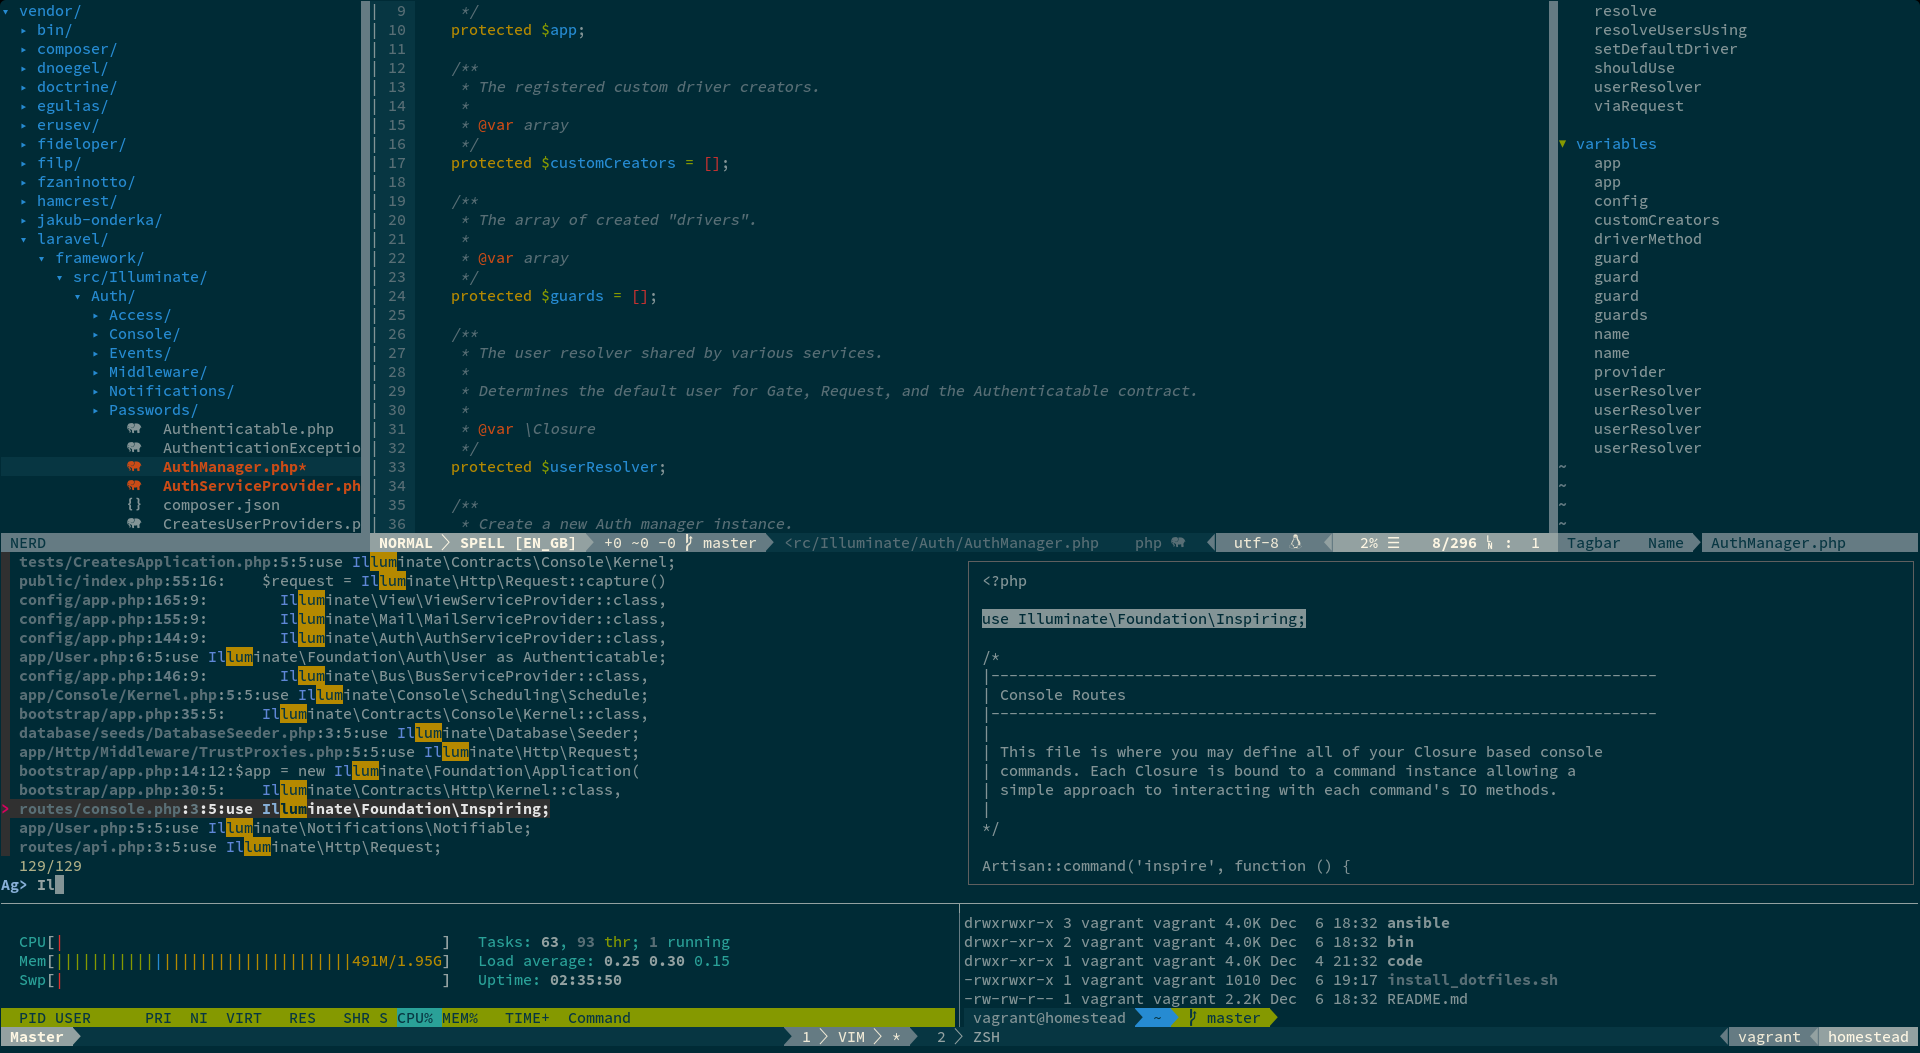 vendor/
bin/
composer/
dnoegel/
doctrine/
egulias/
erusev/
fideloper/
filp/
fzaninotto/
hamcrest/
jakub-onderka/
laravel/
framework/
src/Illuminate/
Auth/
Access/
Console/
Events/
Middleware/
Notifications/
Passwords/
Authenticatable.php
AuthenticationExceptio
AuthManager.php*
AuthServiceProvider.ph
{} composer.json
CreatesUserProviders.p
NERD
9 */
10 protected $app;
11
12 /**
13 * The registered custom driver creators.
14 *
15 * @var array
16 */
17 protected $customCreators = [];
18
19 /**
20 * The array of created "drivers".
21 *
22 * @var array
23 */
24 protected $guards = [];
25
26 /**
27 * The user resolver shared by various services.
28 *
29 * Determines the default user for Gate, Request, and the Authenticatable contract.
30 *
31 * @var \Closure
32 */
33 protected $userResolver;
34
35 /**
36 * Create a new Auth manager instance.
NORMAL SPELL [EN_GB] +0 ~0 -0 master <rc/Illuminate/Auth/AuthManager.php php utf-8 2% ☰ 8/296 : 1
resolve
resolveUsersUsing
setDefaultDriver
shouldUse
userResolver
viaRequest
variables
app
app
config
customCreators
driverMethod
guard
guard
guard
guards
name
name
provider
userResolver
userResolver
userResolver
userResolver
~
~
~
~
Tagbar Name AuthManager.php
tests/CreatesApplication.php:5:5:use Illuminate\Contracts\Console\Kernel;
public/index.php:55:16: $request = Illuminate\Http\Request::capture()
config/app.php:165:9: Illuminate\View\ViewServiceProvider::class,
config/app.php:155:9: Illuminate\Mail\MailServiceProvider::class,
config/app.php:144:9: Illuminate\Auth\AuthServiceProvider::class,
app/User.php:6:5:use Illuminate\Foundation\Auth\User as Authenticatable;
config/app.php:146:9: Illuminate\Bus\BusServiceProvider::class,
app/Console/Kernel.php:5:5:use Illuminate\Console\Scheduling\Schedule;
bootstrap/app.php:35:5: Illuminate\Contracts\Console\Kernel::class,
database/seeds/DatabaseSeeder.php:3:5:use Illuminate\Database\Seeder;
app/Http/Middleware/TrustProxies.php:5:5:use Illuminate\Http\Request;
bootstrap/app.php:14:12:$app = new Illuminate\Foundation\Application(
bootstrap/app.php:30:5: Illuminate\Contracts\Http\Kernel::class,
> routes/console.php:3:5:use Illuminate\Foundation\Inspiring;
app/User.php:5:5:use Illuminate\Notifications\Notifiable;
routes/api.php:3:5:use Illuminate\Http\Request;
129/129
Ag> Il
<?php
use Illuminate\Foundation\Inspiring;
/*
|--------------------------------------------------------------------------
| Console Routes
|--------------------------------------------------------------------------
|
| This file is where you may define all of your Closure based console
| commands. Each Closure is bound to a command instance allowing a
| simple approach to interacting with each command's IO methods.
|
*/
Artisan::command('inspire', function () {
CPU[| ] Tasks: 63, 93 thr; 1 running
Mem[|||||||||||||||||||||||||||||||||491M/1.95G] Load average: 0.25 0.30 0.15
Swp[| ] Uptime: 02:35:50
PID USER PRI NI VIRT RES SHR S CPU% MEM% TIME+ Command
drwxrwxr-x 3 vagrant vagrant 4.0K Dec 6 18:32 ansible
drwxrwxr-x 2 vagrant vagrant 4.0K Dec 6 18:32 bin
drwxrwxr-x 1 vagrant vagrant 4.0K Dec 4 21:32 code
-rwxrwxr-x 1 vagrant vagrant 1010 Dec 6 19:17 install_dotfiles.sh
-rw-rw-r-- 1 vagrant vagrant 2.2K Dec 6 18:32 README.md
vagrant@homestead ~ master
Master 1 VIM * 2 ZSH vagrant homestead